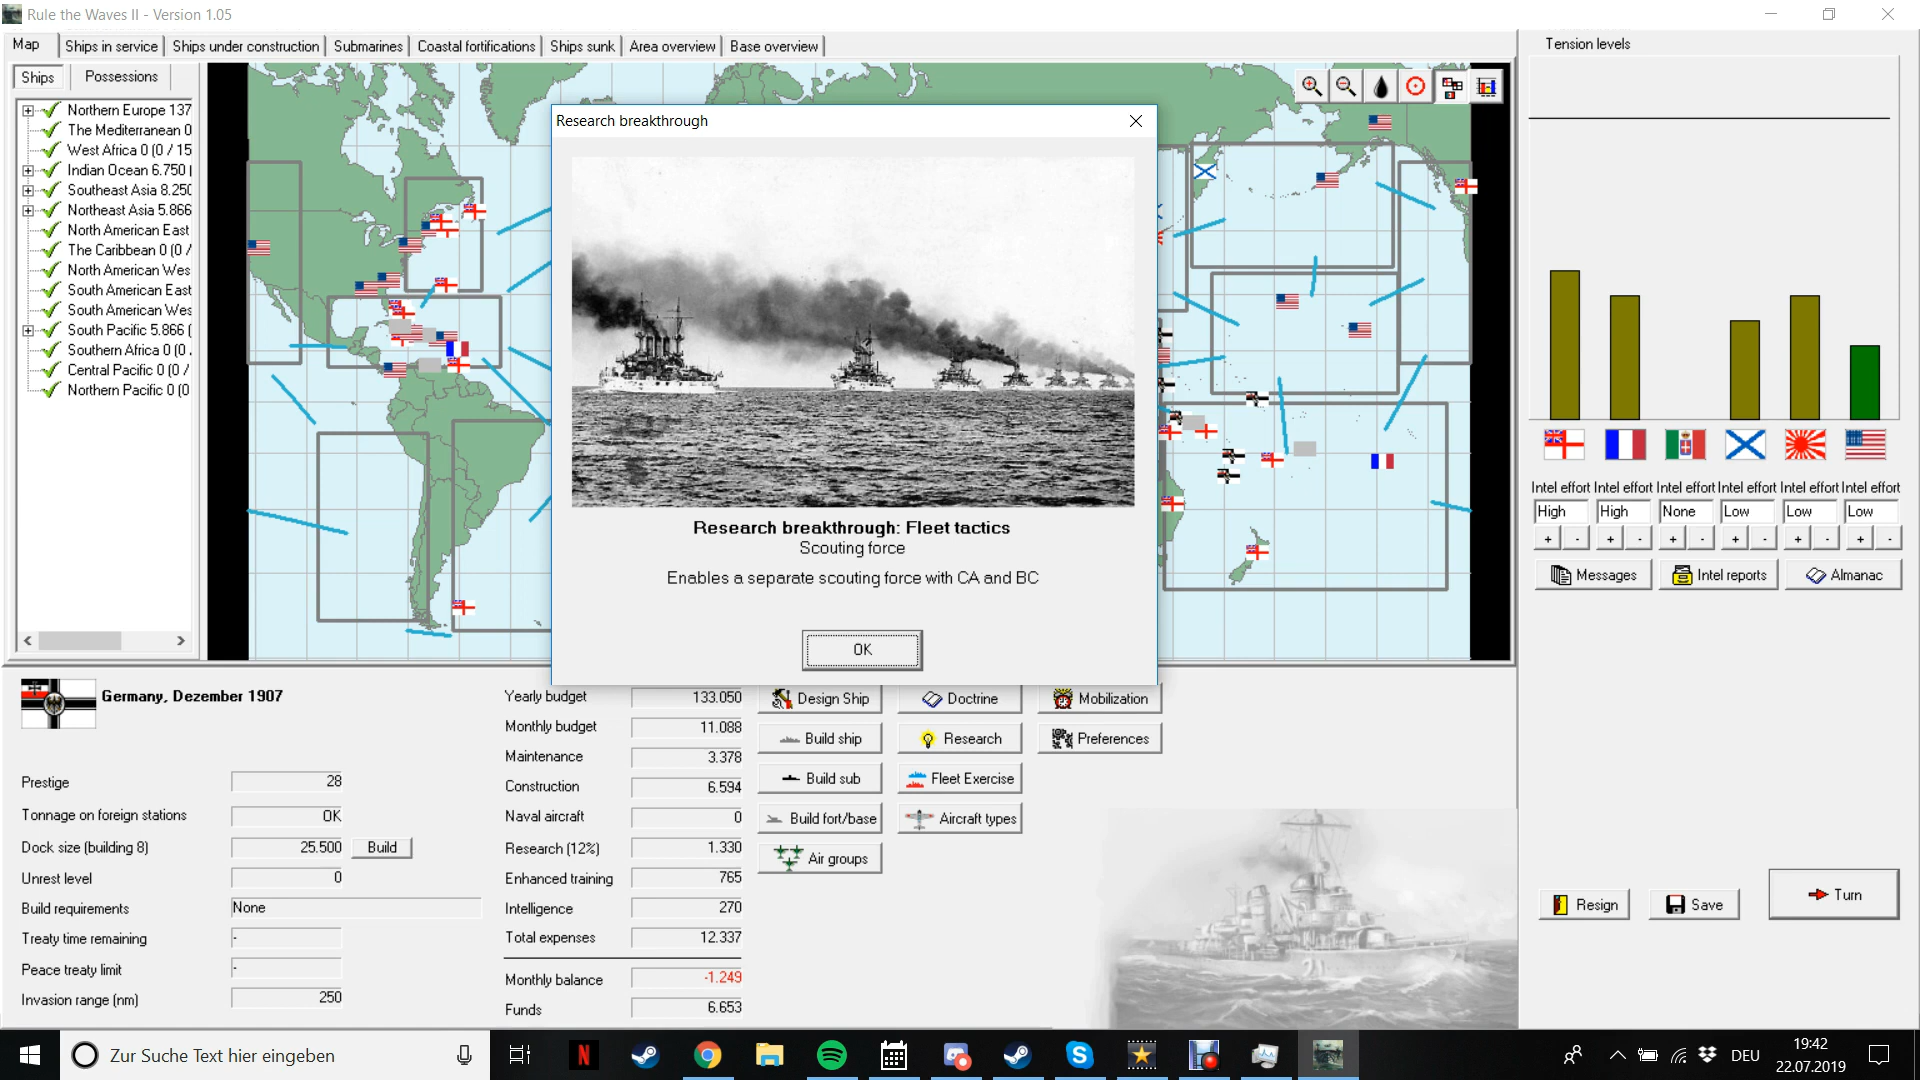 Rule the Waves II - Version 1.05
Map
Ships in service
Ships under construction
Submarines
Coastal fortifications
Ships sunk
Area overview
Base overview
Ships
Possessions
Northern Europe 137
The Mediterranean 0
West Africa 0 (0 / 15
Indian Ocean 6.750
Southeast Asia 8.250
Northeast Asia 5.866
North American East
The Caribbean 0 (0 /
North American Wes
South American East
South American Wes
South Pacific 5.866 (
Southern Africa 0 (0
Central Pacific 0 (0 /
Northern Pacific 0 (0
Research breakthrough
Research breakthrough: Fleet tactics
Scouting force
Enables a separate scouting force with CA and BC
OK
Tension levels
Intel effort Intel effort Intel effort Intel effort Intel effort Intel effort
High High None Low Low Low
+ - + - + - + - + - + -
Messages
Intel reports
Almanac
Germany, Dezember 1907
Prestige 28
Tonnage on foreign stations OK
Dock size (building 8) 25.500 Build
Unrest level 0
Build requirements None
Treaty time remaining -
Peace treaty limit -
Invasion range (nm) 250
Yearly budget 133.050
Monthly budget 11.088
Maintenance 3.378
Construction 6.594
Naval aircraft 0
Research (12%) 1.330
Enhanced training 765
Intelligence 270
Total expenses 12.337
Monthly balance -1.249
Funds 6.653
Design Ship
Doctrine
Mobilization
Build ship
Research
Preferences
Build sub
Fleet Exercise
Build fort/base
Aircraft types
Air groups
Resign
Save
Turn
Zur Suche Text hier eingeben
DEU
19:42
22.07.2019